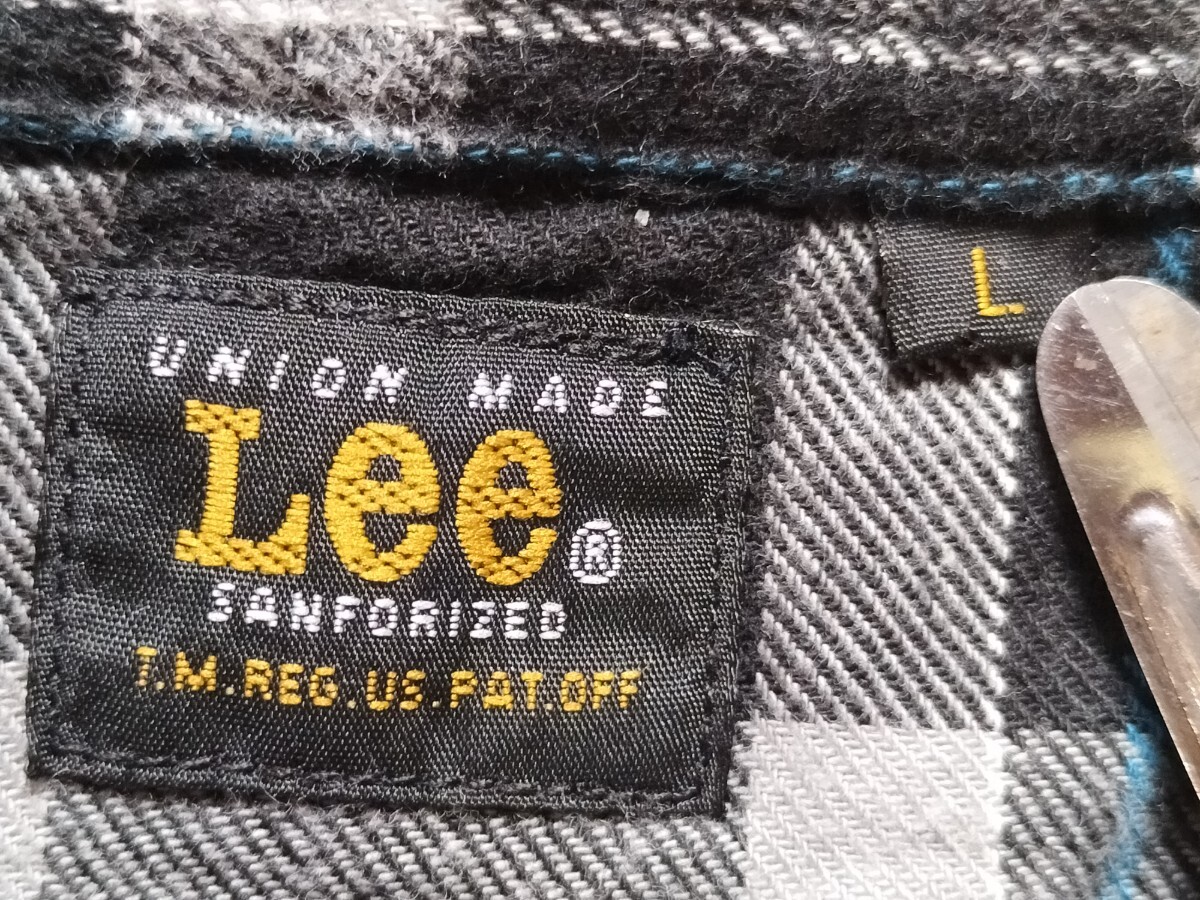 UNION MADE
Lee®
SANFORIZED
T.M.REG.US.PAT.OFF
L